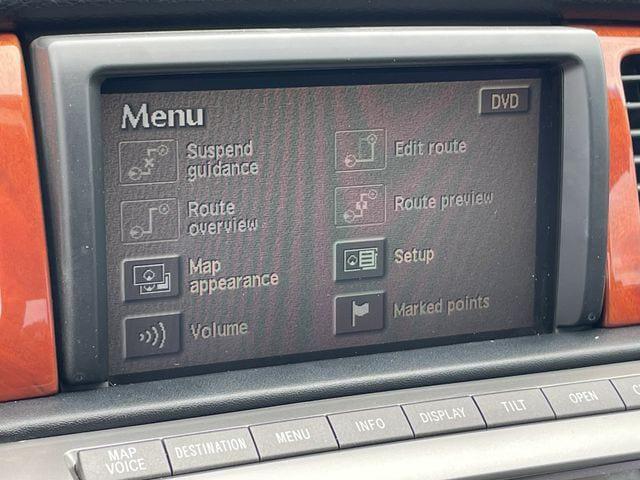 Menu
DVD
Suspend
guidance
Edit route
Route
overview
Route preview
Map
appearance
Setup
Volume
Marked points
MAP
VOICE
DESTINATION
MENU
INFO
DISPLAY
TILT
OPEN